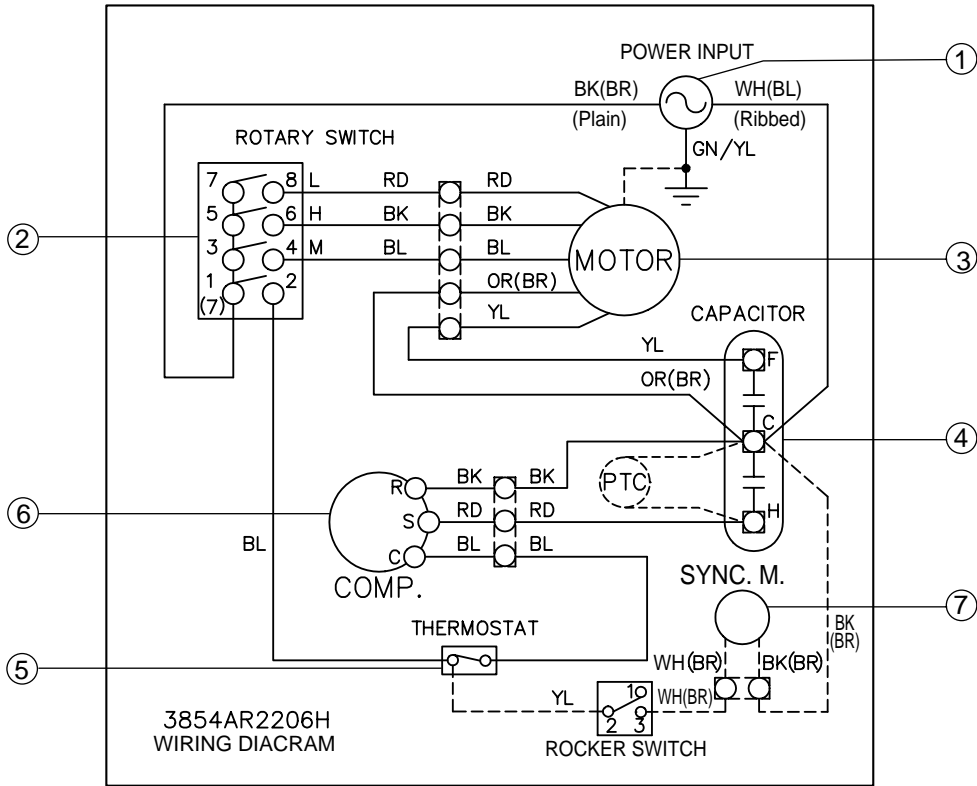 POWER INPUT
1
BK(BR)
WH(BL)
(Plain)
(Ribbed)
GN/YL
ROTARY SWITCH
7 8 L RD RD
5 6 H BK BK
2
3 4 M BL BL
MOTOR
3
1 2
(7)
OR(BR)
YL
CAPACITOR
YL
F
OR(BR)
C
4
PTC
R BK BK
6
S RD RD
H
BL
C BL BL
COMP.
SYNC. M.
7
THERMOSTAT
BK
(BR)
5
WH(BR) BK(BR)
YL
1
WH(BR)
2 3
3854AR2206H
WIRING DIACRAM
ROCKER SWITCH